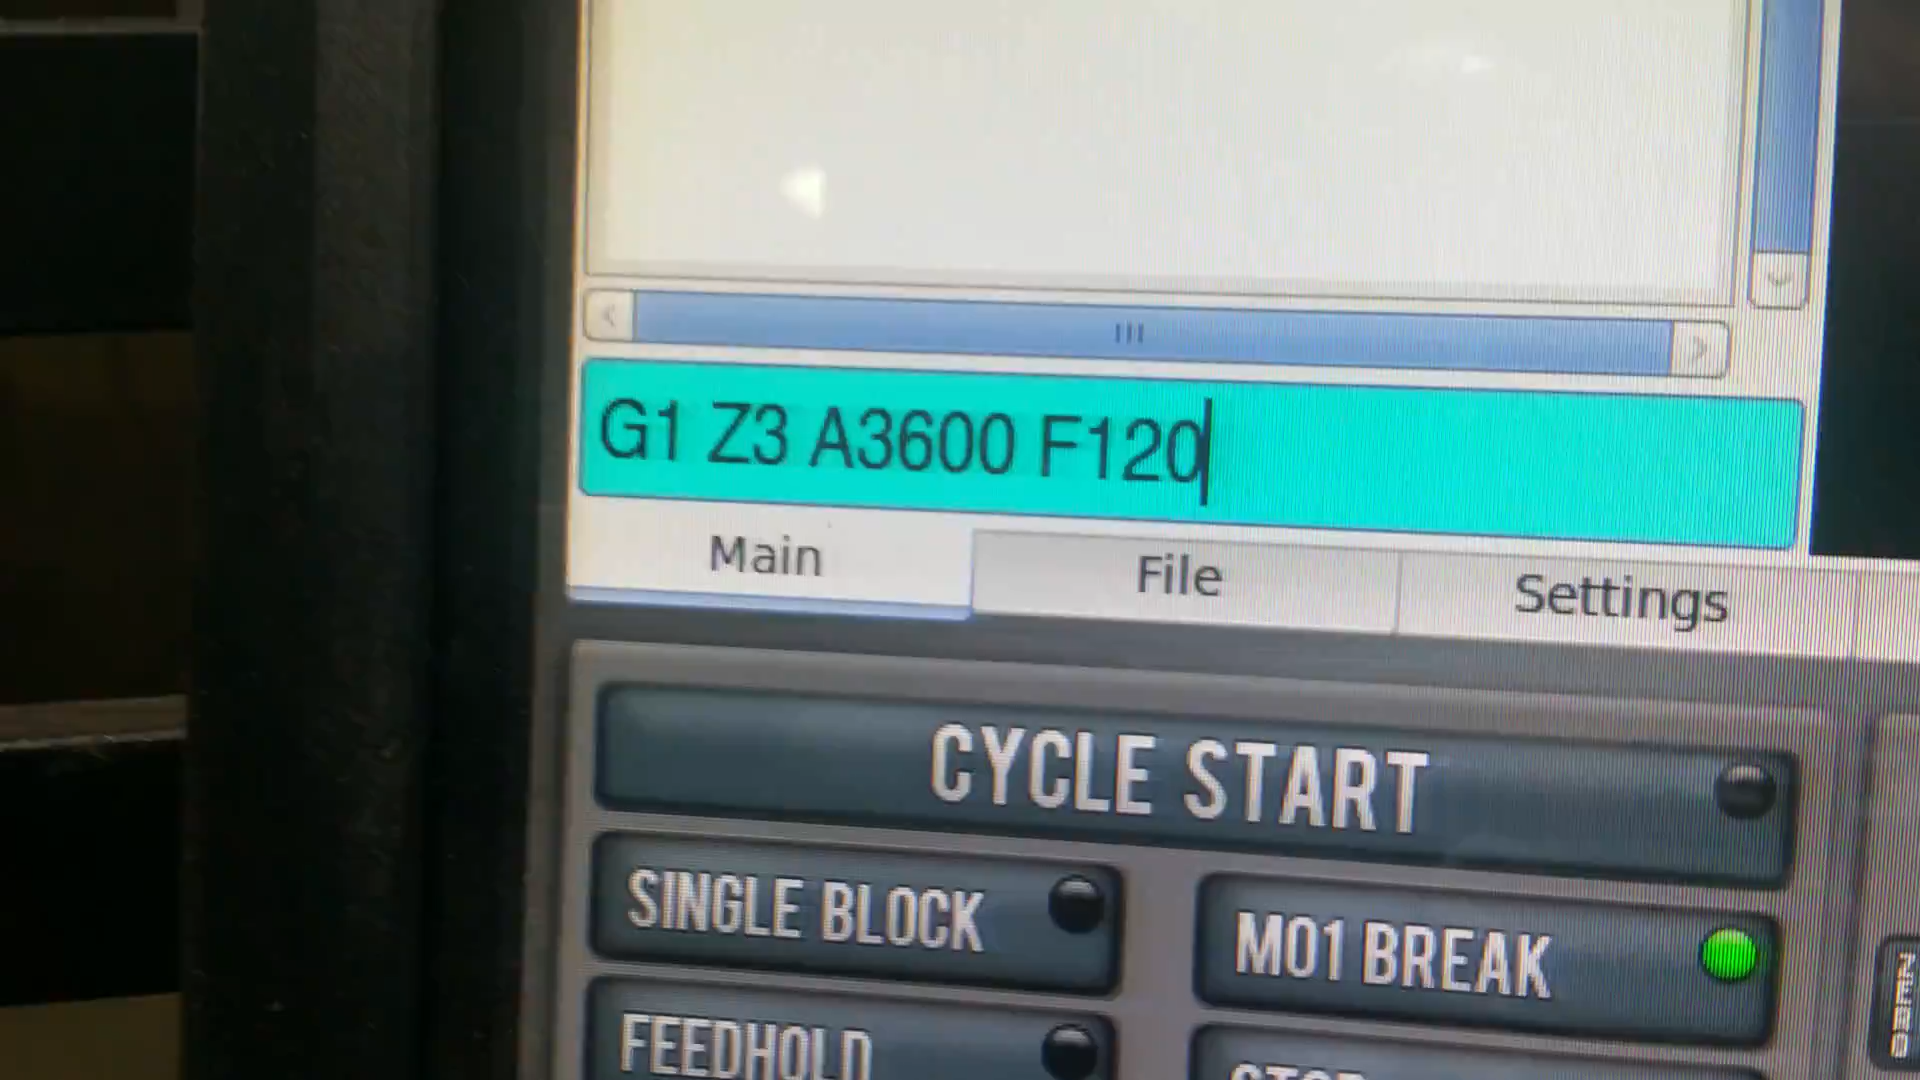 G1 Z3 A3600 F120
Main File Settings
CYCLE START
SINGLE BLOCK M01 BREAK
FEEDHOLD